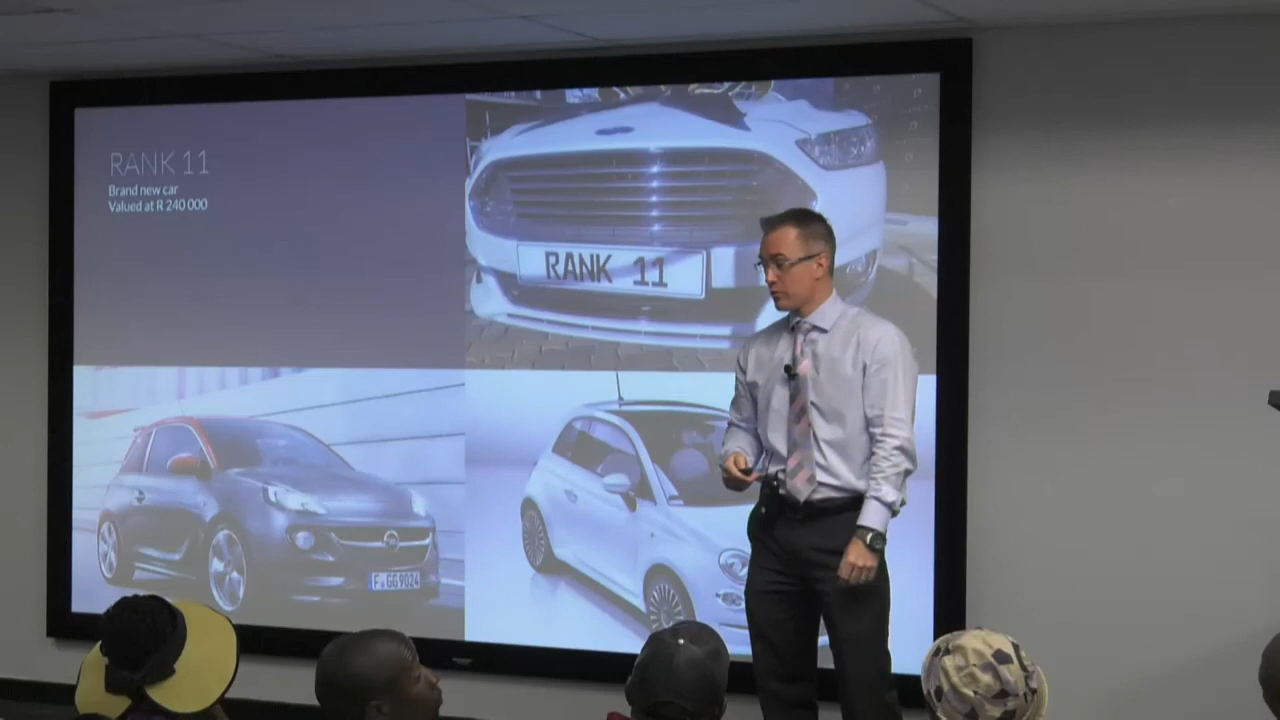 RANK 11
Brand new car
Valued at R 240 000
RANK 11
F GG 9024